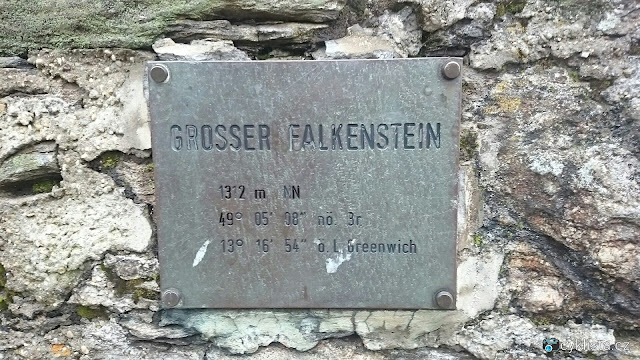 GROSSER FALKENSTEIN
1312 m NN
49° 05' 08" nö. Br
13° 16' 54" ö. L Greenwich